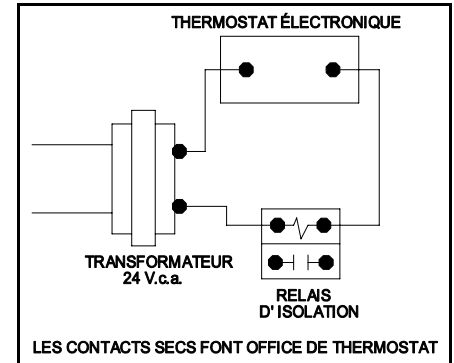 THERMOSTAT ÉLECTRONIQUE
TRANSFORMATEUR
24 V.c.a.
RELAIS
D' ISOLATION
LES CONTACTS SECS FONT OFFICE DE THERMOSTAT